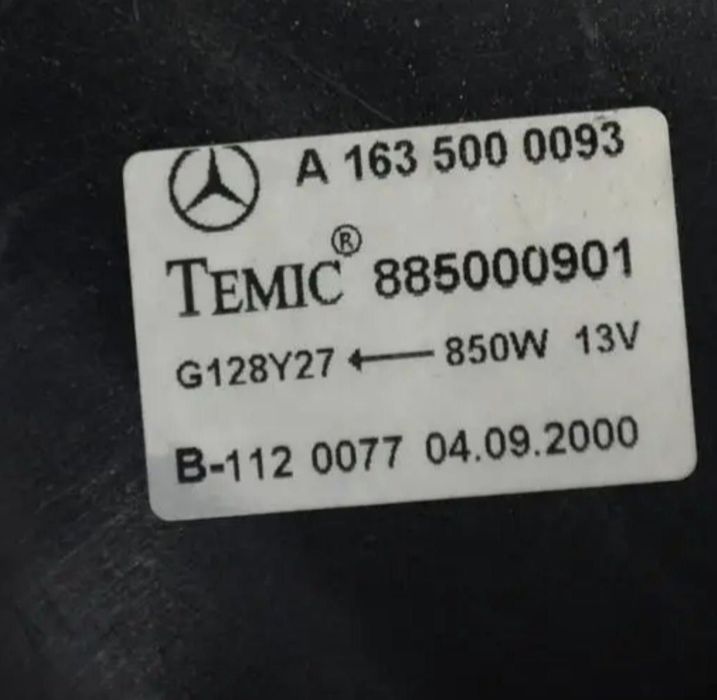 A 163 500 0093
TEMIC® 885000901
G128Y27 ← 850W 13V
B-112 0077 04.09.2000